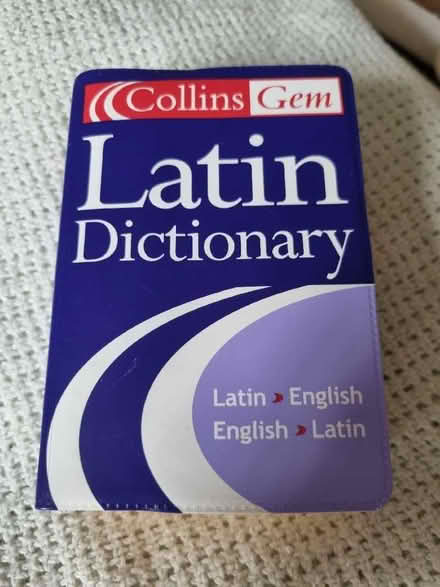 Collins Gem
Latin
Dictionary
Latin › English
English › Latin